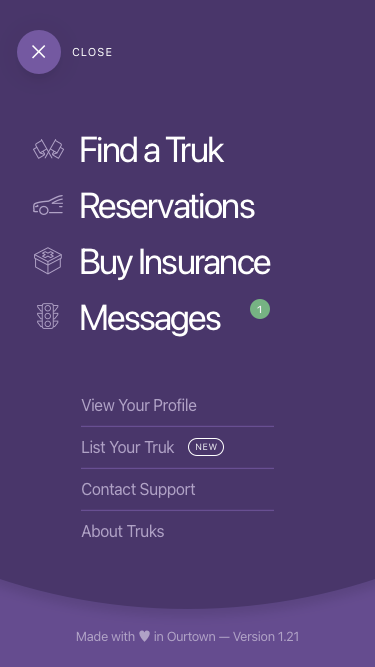 CLOSE
Find a Truk
Reservations
Buy Insurance
Messages 1
View Your Profile
List Your Truk NEW
Contact Support
About Truks
Made with ♥ in Ourtown — Version 1.21